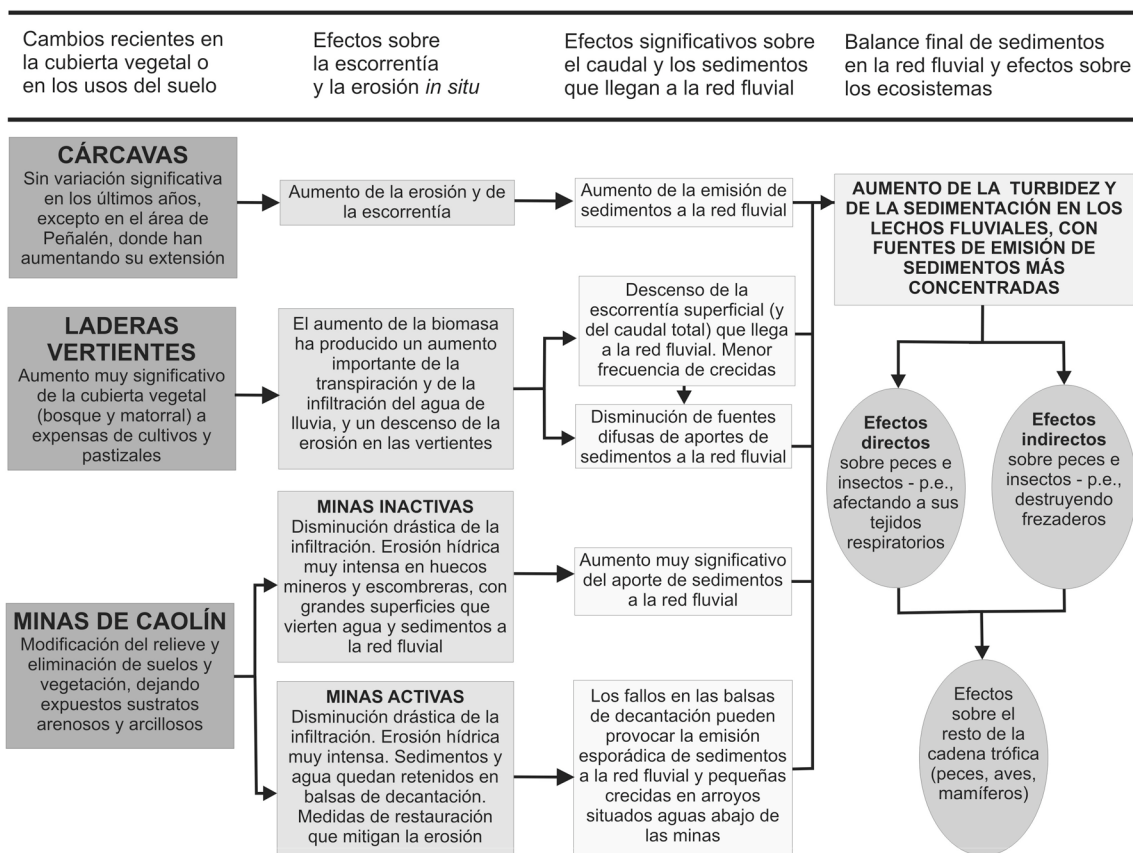 Cambios recientes en
la cubierta vegetal o
en los usos del suelo
Efectos sobre
la escorrentía
y la erosión in situ
Efectos significativos sobre
el caudal y los sedimentos
que llegan a la red fluvial
Balance final de sedimentos
en la red fluvial y efectos sobre
los ecosistemas
CÁRCAVAS
Sin variación significativa
en los últimos años,
excepto en el área de
Peñalén, donde han
aumentando su extensión
Aumento de la erosión y de
la escorrentía
Aumento de la emisión de
sedimentos a la red fluvial
AUMENTO DE LA TURBIDEZ Y
DE LA SEDIMENTACIÓN EN LOS
LECHOS FLUVIALES, CON
FUENTES DE EMISIÓN DE
SEDIMENTOS MÁS
CONCENTRADAS
LADERAS
VERTIENTES
Aumento muy significativo
de la cubierta vegetal
(bosque y matorral) a
expensas de cultivos y
pastizales
El aumento de la biomasa
ha producido un aumento
importante de la
transpiración y de la
infiltración del agua de
lluvia, y un descenso de la
erosión en las vertientes
Descenso de la
escorrentía superficial (y
del caudal total) que llega
a la red fluvial. Menor
frecuencia de crecidas
Disminución de fuentes
difusas de aportes de
sedimentos a la red fluvial
Efectos
directos
sobre peces e
insectos - p.e.,
afectando a sus
tejidos
respiratorios
Efectos
indirectos
sobre peces e
insectos - p.e.,
destruyendo
frezaderos
MINAS DE CAOLÍN
Modificación del relieve y
eliminación de suelos y
vegetación, dejando
expuestos sustratos
arenosos y arcillosos
MINAS INACTIVAS
Disminución drástica de la
infiltración. Erosión hídrica
muy intensa en huecos
mineros y escombreras, con
grandes superficies que
vierten agua y sedimentos a
la red fluvial
Aumento muy significativo
del aporte de sedimentos
a la red fluvial
MINAS ACTIVAS
Disminución drástica de la
infiltración. Erosión hídrica
muy intensa. Sedimentos y
agua quedan retenidos en
balsas de decantación.
Medidas de restauración
que mitigan la erosión
Los fallos en las balsas
de decantación pueden
provocar la emisión
esporádica de sedimentos
a la red fluvial y pequeñas
crecidas en arroyos
situados aguas abajo de
las minas
Efectos
sobre el
resto de la
cadena trófica
(peces, aves,
mamíferos)